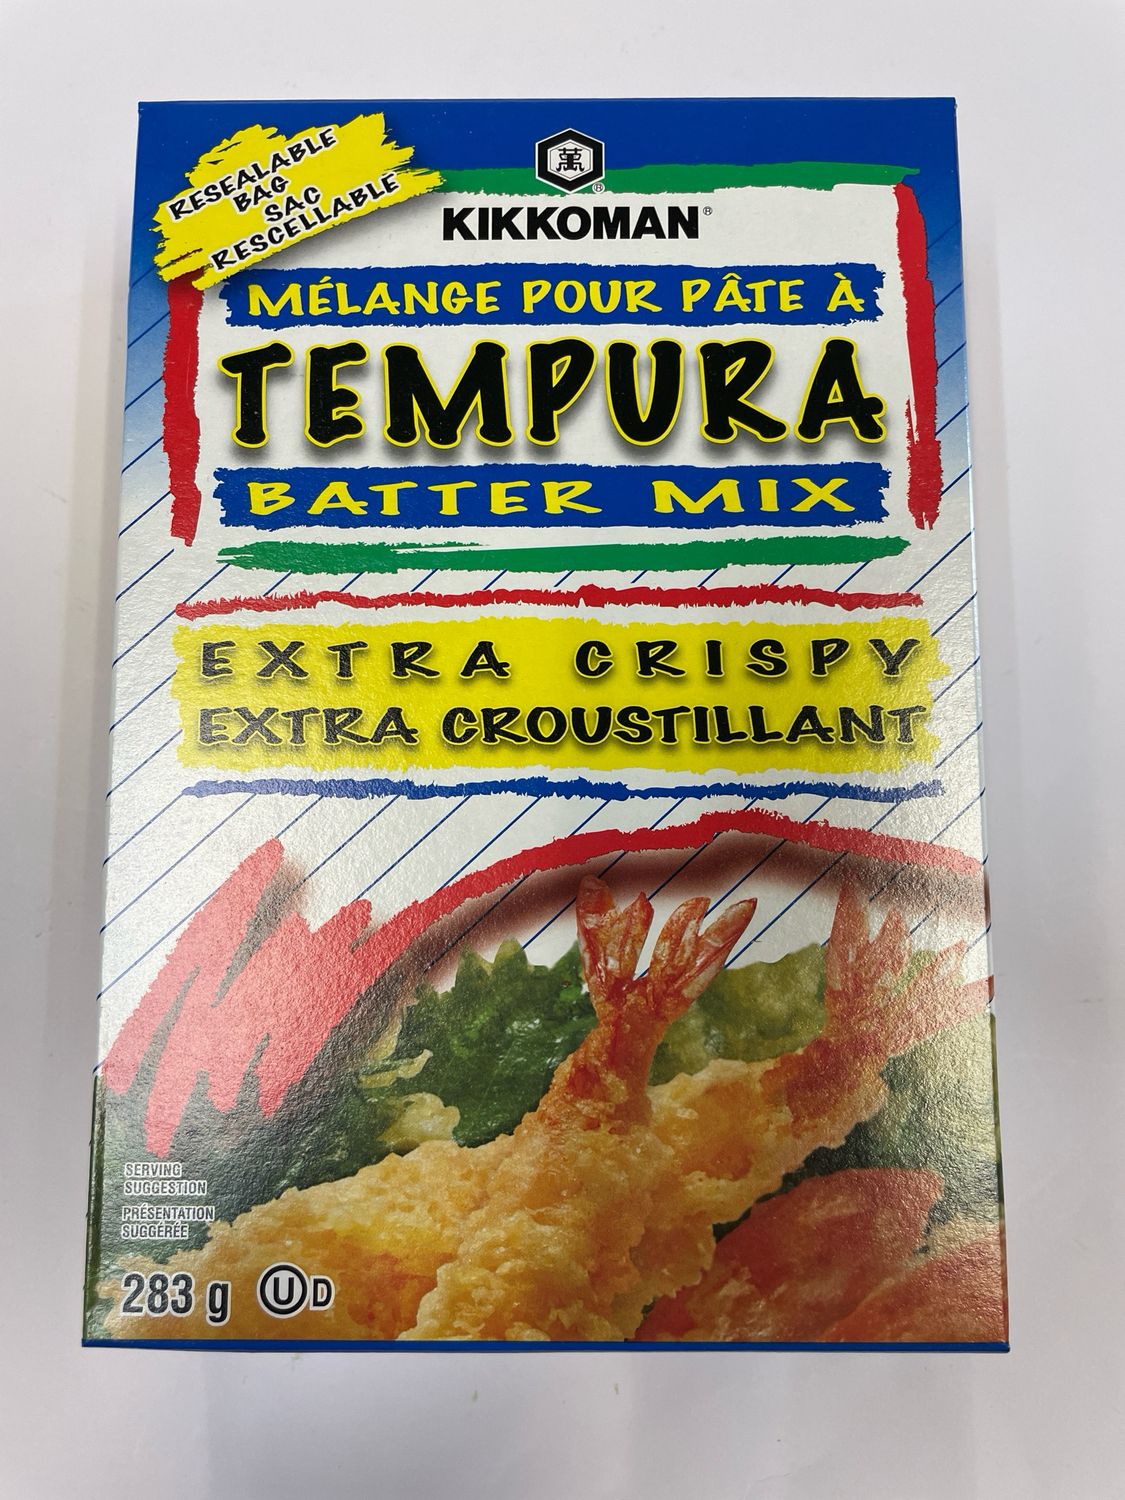 RESEALABLE
BAG
SAC
RESCELLABLE
萬
®
KIKKOMAN®
MÉLANGE POUR PÂTE À
TEMPURA
BATTER MIX
EXTRA CRISPY
EXTRA CROUSTILLANT
SERVING
SUGGESTION
PRÉSENTATION
SUGGÉRÉE
283 g Ⓤ D